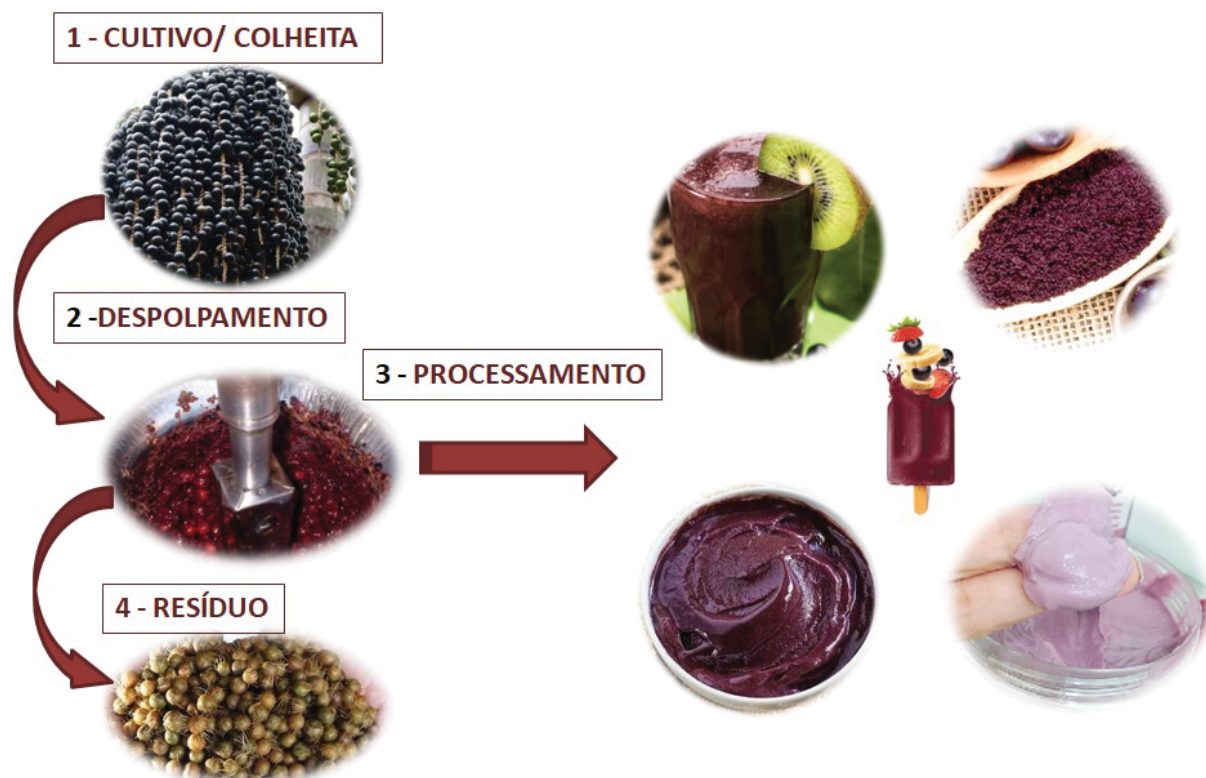 1 - CULTIVO/ COLHEITA
2 -DESPOLPAMENTO
3 - PROCESSAMENTO
4 - RESÍDUO